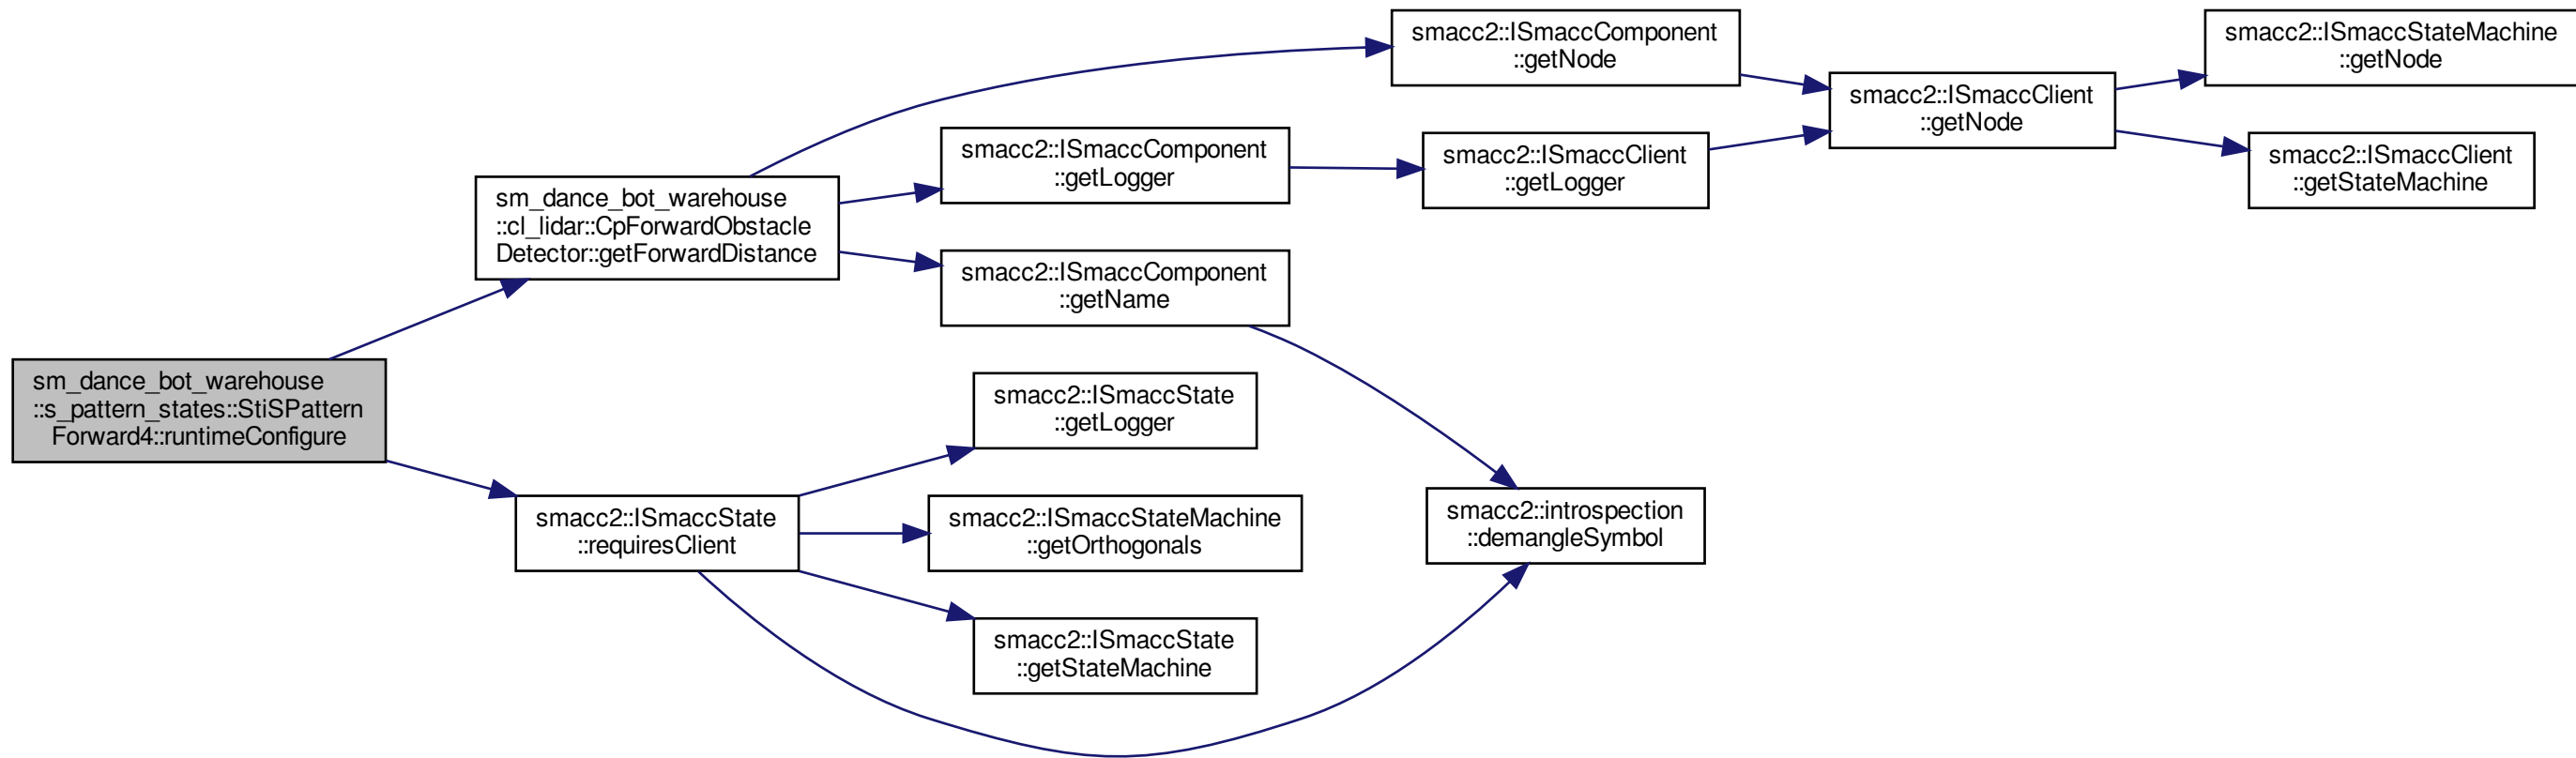 sm_dance_bot_warehouse
::s_pattern_states::StiSPattern
Forward4::runtimeConfigure
sm_dance_bot_warehouse
::cl_lidar::CpForwardObstacle
Detector::getForwardDistance
smacc2::ISmaccComponent
::getNode
smacc2::ISmaccComponent
::getLogger
smacc2::ISmaccComponent
::getName
smacc2::ISmaccClient
::getLogger
smacc2::ISmaccClient
::getNode
smacc2::ISmaccStateMachine
::getNode
smacc2::ISmaccClient
::getStateMachine
smacc2::ISmaccState
::requiresClient
smacc2::ISmaccState
::getLogger
smacc2::ISmaccStateMachine
::getOrthogonals
smacc2::ISmaccState
::getStateMachine
smacc2::introspection
::demangleSymbol